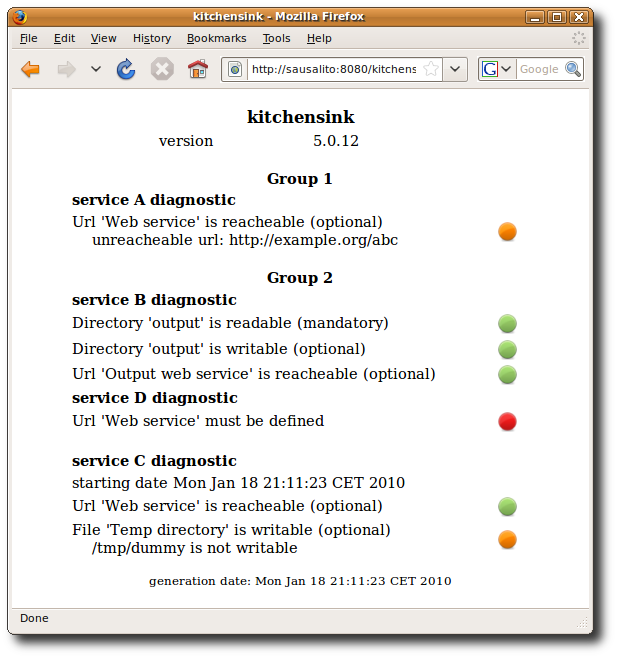 kitchensink - Mozilla Firefox
File Edit View History Bookmarks Tools Help
http://sausalito:8080/kitchens
G Google
kitchensink
version 5.0.12
Group 1
service A diagnostic
Url 'Web service' is reacheable (optional)
unreacheable url: http://example.org/abc
Group 2
service B diagnostic
Directory 'output' is readable (mandatory)
Directory 'output' is writable (optional)
Url 'Output web service' is reacheable (optional)
service D diagnostic
Url 'Web service' must be defined
service C diagnostic
starting date Mon Jan 18 21:11:23 CET 2010
Url 'Web service' is reacheable (optional)
File 'Temp directory' is writable (optional)
/tmp/dummy is not writable
generation date: Mon Jan 18 21:11:23 CET 2010
Done